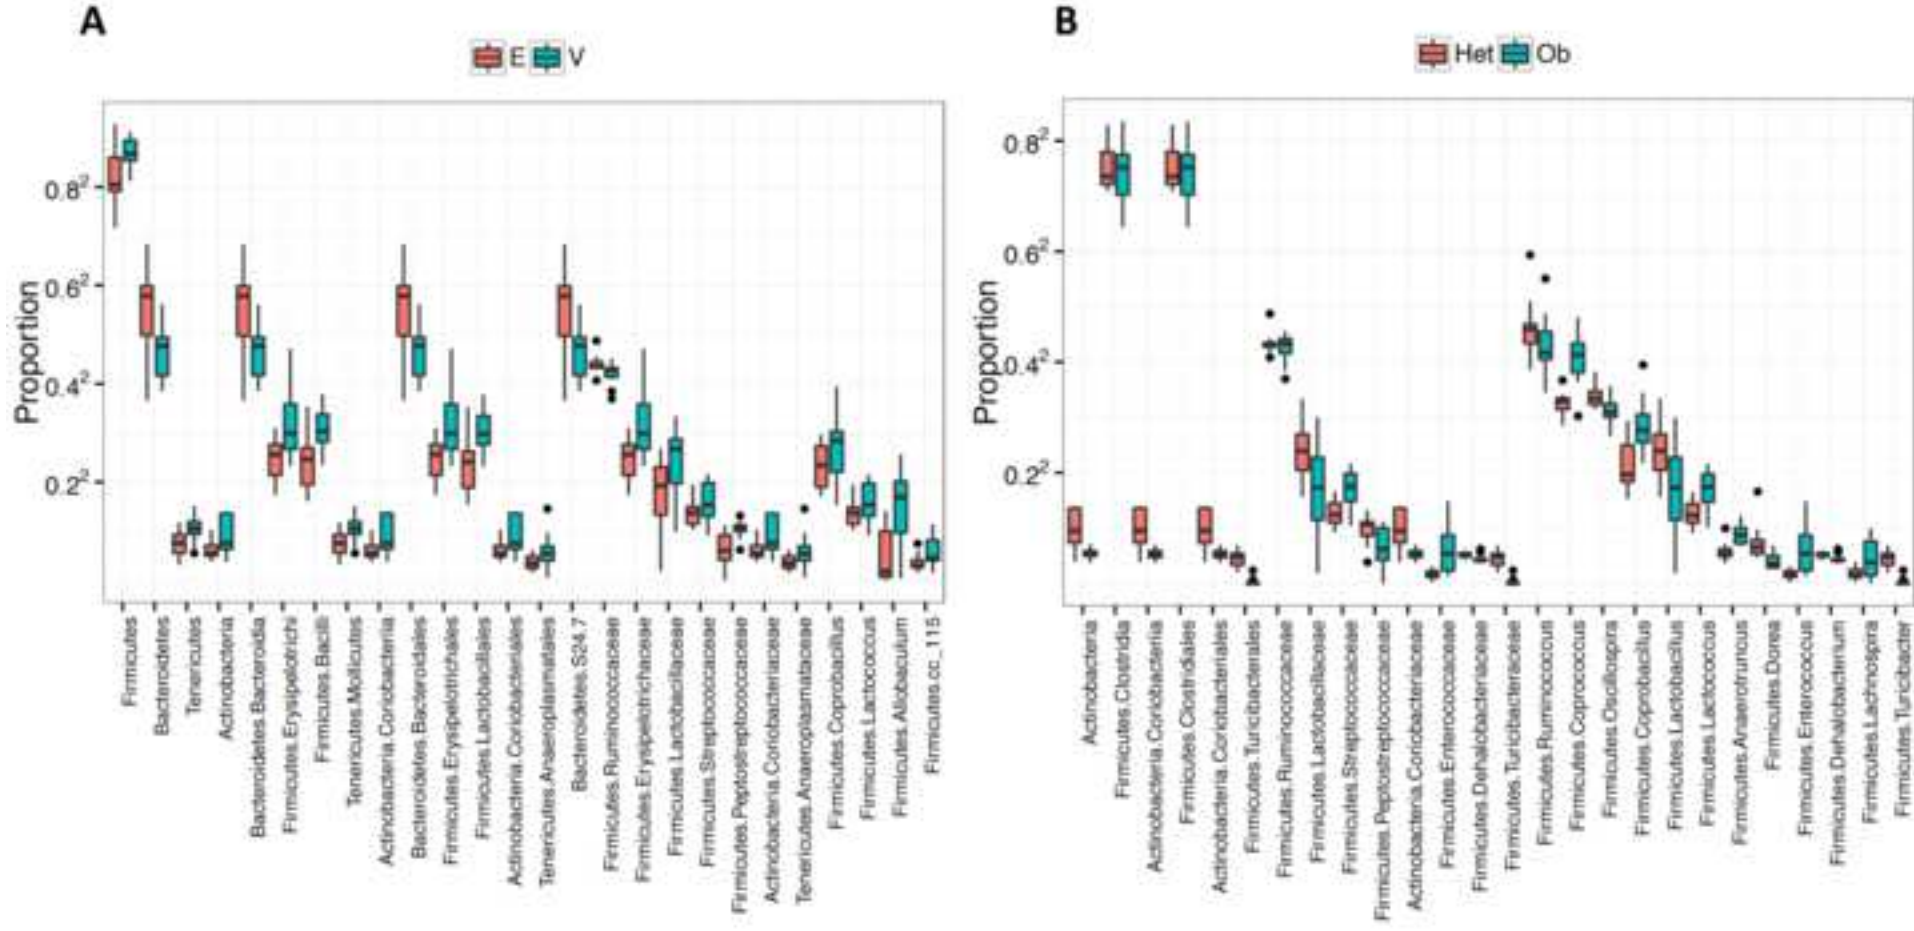 A
E V
Proportion
0.8²
0.6²
0.4²
0.2²
Firmicutes
Bacteroidetes
Tenericutes
Actinobacteria
Bacteroidetes.Bacteroidia
Firmicutes.Erysipelotrichi
Firmicutes.Bacilli
Tenericutes.Mollicutes
Actinobacteria.Coriobacteriia
Bacteroidetes.Bacteroidales
Firmicutes.Erysipelotrichales
Firmicutes.Lactobacillales
Actinobacteria.Coriobacteriales
Tenericutes.Anaeroplasmatales
Bacteroidetes.S24.7
Firmicutes.Ruminococcaceae
Firmicutes.Erysipelotrichaceae
Firmicutes.Lactobacillaceae
Firmicutes.Streptococcaceae
Firmicutes.Peptostreptococcaceae
Actinobacteria.Coriobacteriaceae
Tenericutes.Anaeroplasmataceae
Firmicutes.Coprobacillus
Firmicutes.Lactococcus
Firmicutes.Allobaculum
Firmicutes.cc_115
B
Het Ob
Proportion
0.8²
0.6²
0.4²
0.2²
Actinobacteria
Firmicutes.Clostridia
Actinobacteria.Coriobacteriia
Firmicutes.Clostridiales
Actinobacteria.Coriobacteriales
Firmicutes.Turicibacterales
Firmicutes.Ruminococcaceae
Firmicutes.Lactobacillaceae
Firmicutes.Streptococcaceae
Firmicutes.Peptostreptococcaceae
Actinobacteria.Coriobacteriaceae
Firmicutes.Enterococcaceae
Firmicutes.Dehalobacteriaceae
Firmicutes.Turicibacteraceae
Firmicutes.Ruminococcus
Firmicutes.Coprococcus
Firmicutes.Oscillospira
Firmicutes.Coprobacillus
Firmicutes.Lactobacillus
Firmicutes.Lactococcus
Firmicutes.Anaerotruncus
Firmicutes.Dorea
Firmicutes.Enterococcus
Firmicutes.Dehalobacterium
Firmicutes.Lachnospira
Firmicutes.Turicibacter